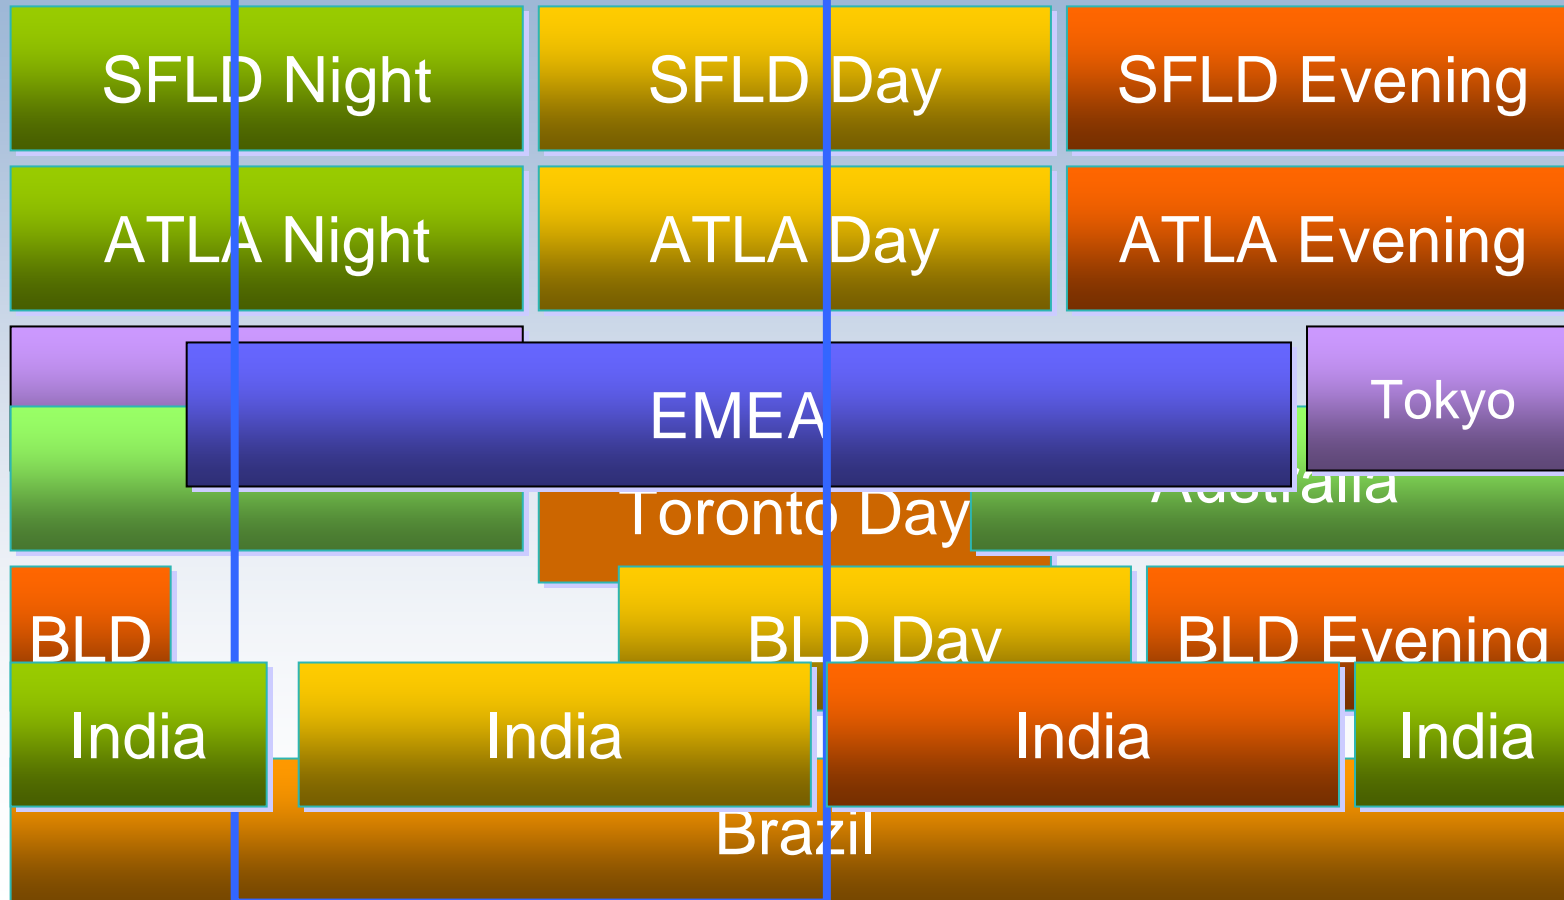 SFLD Night
SFLD Day
SFLD Evening
ATLA Night
ATLA Day
ATLA Evening
EMEA
Tokyo
Australia
Toronto Day
BLD
BLD Day
BLD Evening
India
India
India
India
Brazil